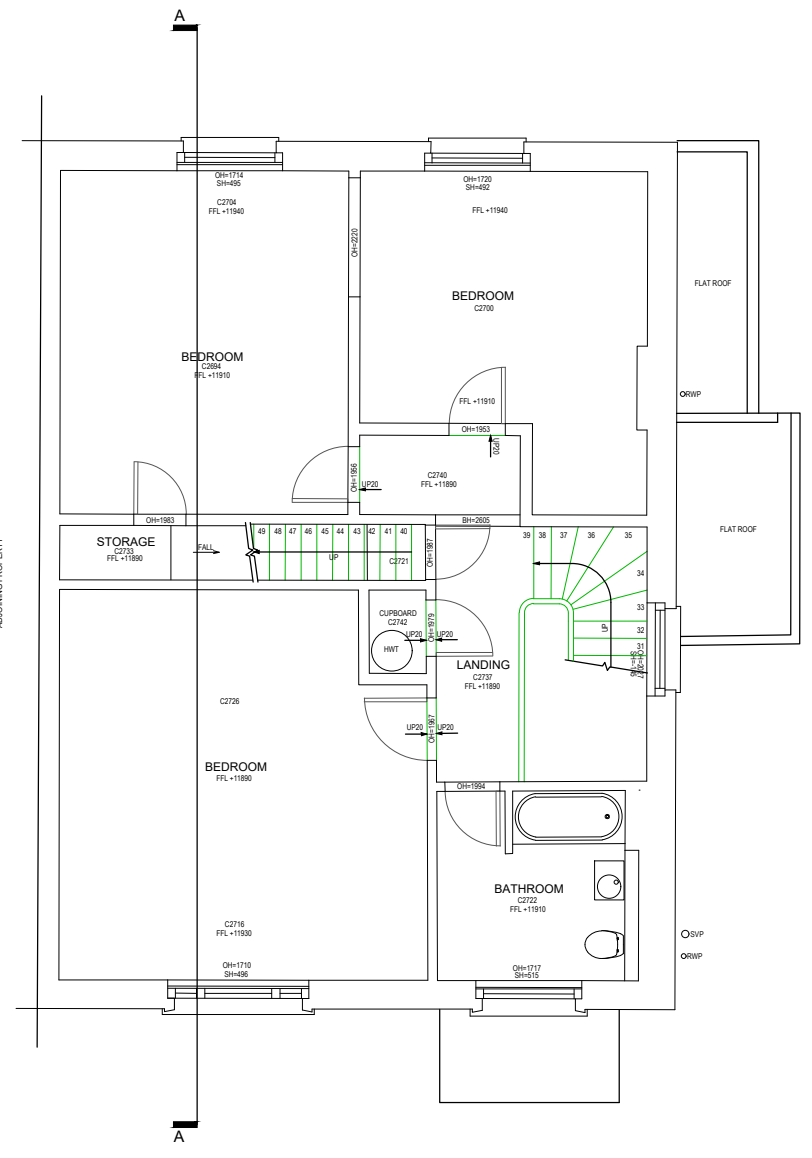 A
OH=1714
SH=495
C2704
FFL +11940
OH=1720
SH=492
FFL +11940
OH=2220
FLAT ROOF
BEDROOM
C2700
BEDROOM
C2694
FFL +11910
RWP
FFL +11910
OH=1953
UP20
OH=1956
UP20
C2740
FFL +11890
OH=1983
BH=2605
STORAGE
C2733
FFL +11890
FALL
49 48 47 46 45 44 43 42 41 40
UP
C2721
OH=1987
39 38 37 36 35
34
33
32
31
UP
FLAT ROOF
CUPBOARD
C2742
HWT
UP20
OH=1979
UP20
LANDING
C2737
FFL +11890
C2726
UP20
OH=1967
UP20
BEDROOM
FFL +11890
OH=1994
BATHROOM
C2722
FFL +11910
C2716
FFL +11930
SVP
RWP
OH=1710
SH=496
OH=1717
SH=515
A